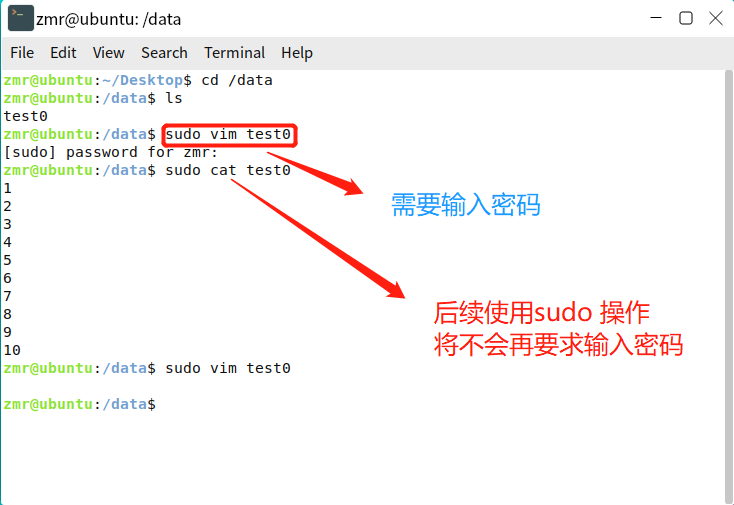 zmr@ubuntu: /data
File Edit View Search Terminal Help
zmr@ubuntu:~/Desktop$ cd /data
zmr@ubuntu:/data$ ls
test0
zmr@ubuntu:/data$ sudo vim test0
[sudo] password for zmr:
zmr@ubuntu:/data$ sudo cat test0
1
2
需要输入密码
3
4
5
6
7
8
后续使用sudo 操作
9
将不会再要求输入密码
10
zmr@ubuntu:/data$ sudo vim test0
zmr@ubuntu:/data$